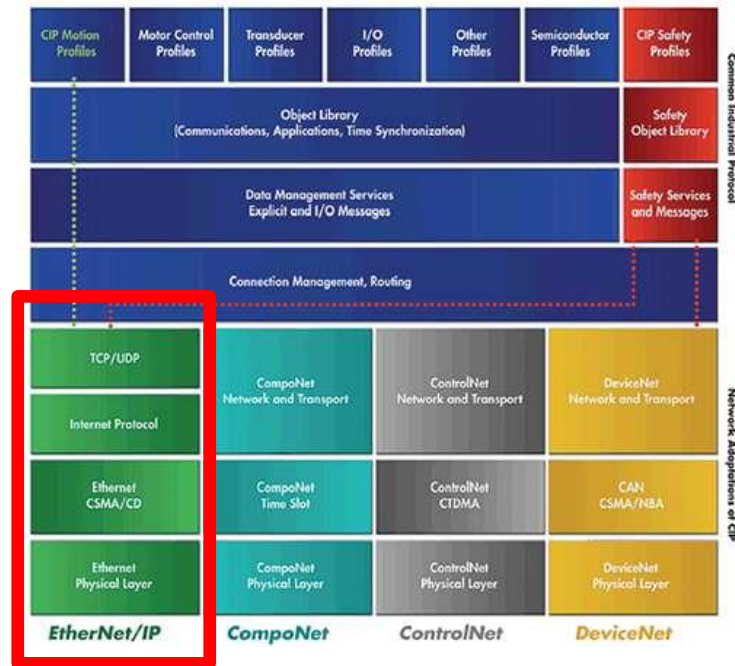 CIP Motion
Profiles
Motor Control
Profiles
Transducer
Profiles
I/O
Profiles
Other
Profiles
Semiconductor
Profiles
CIP Safety
Profiles
Object Library
(Communications, Applications, Time Synchronization)
Safety
Object Library
Data Management Services
Explicit and I/O Messages
Safety Services
and Messages
Connection Management, Routing
Common Industrial Protocol
TCP/UDP
Internet Protocol
Ethernet
CSMA/CD
Ethernet
Physical Layer
EtherNet/IP
CompoNet
Network and Transport
CompoNet
Time Slot
CompoNet
Physical Layer
CompoNet
ControlNet
Network and Transport
ControlNet
CTDMA
ControlNet
Physical Layer
ControlNet
DeviceNet
Network and Transport
CAN
CSMA/NBA
DeviceNet
Physical Layer
DeviceNet
Network Adaptations of CIP